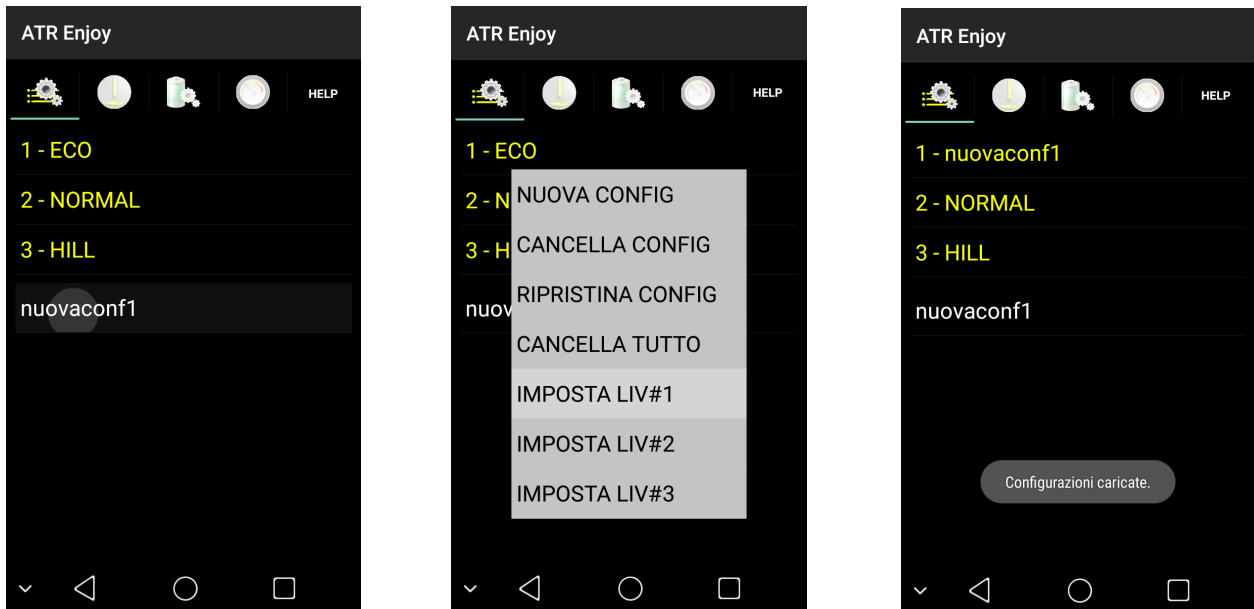 ATR Enjoy
HELP
1 - ECO
2 - NORMAL
3 - HILL
nuovaconf1
ATR Enjoy
HELP
1 - ECO
2 - N
3 - H
nuov
NUOVA CONFIG
CANCELLA CONFIG
RIPRISTINA CONFIG
CANCELLA TUTTO
IMPOSTA LIV#1
IMPOSTA LIV#2
IMPOSTA LIV#3
ATR Enjoy
HELP
1 - nuovaconf1
2 - NORMAL
3 - HILL
nuovaconf1
Configurazioni caricate.